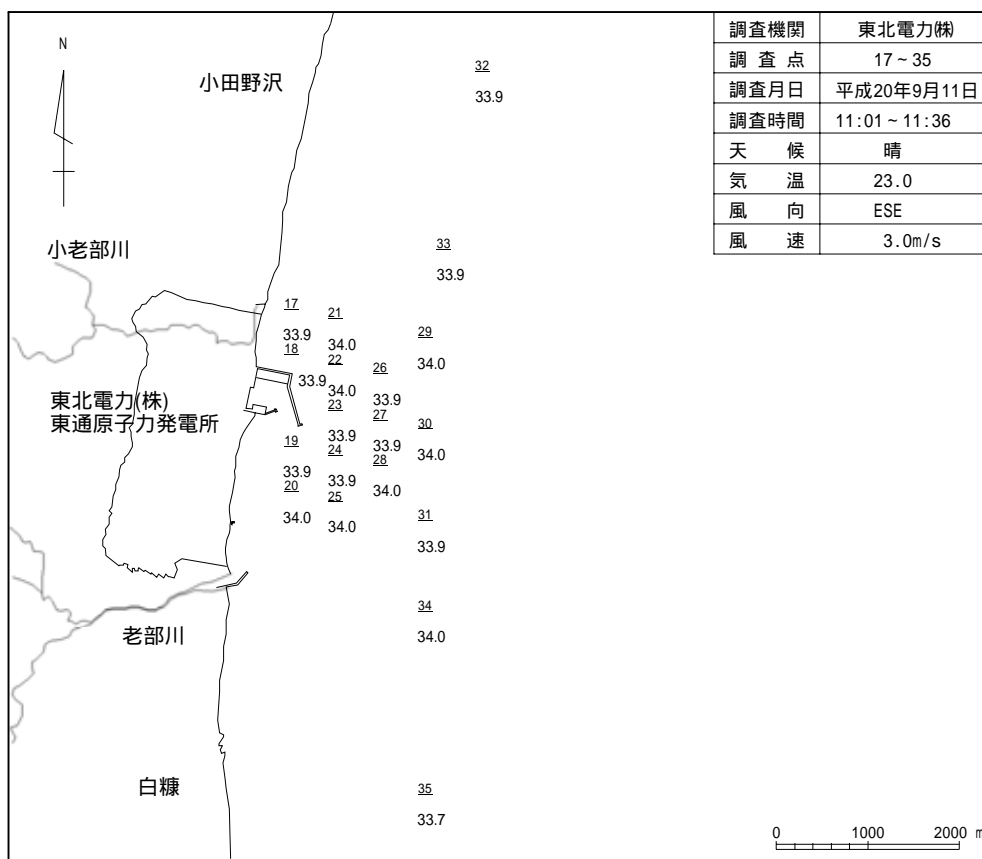 N
小田野沢
小老部川
東北電力(株)
東通原子力発電所
老部川
白糠
調査機関 東北電力㈱
調査点 17~35
調査月日 平成20年9月11日
調査時間 11:01~11:36
天候 晴
気温 23.0
風向 ESE
風速 3.0m/s
32
33.9
33
33.9
17
33.9
21
34.0
29
34.0
18
33.9
22
34.0
26
33.9
23
33.9
27
33.9
30
34.0
19
33.9
24
33.9
28
34.0
20
34.0
25
34.0
31
33.9
34
34.0
35
33.7
0 1000 2000 m